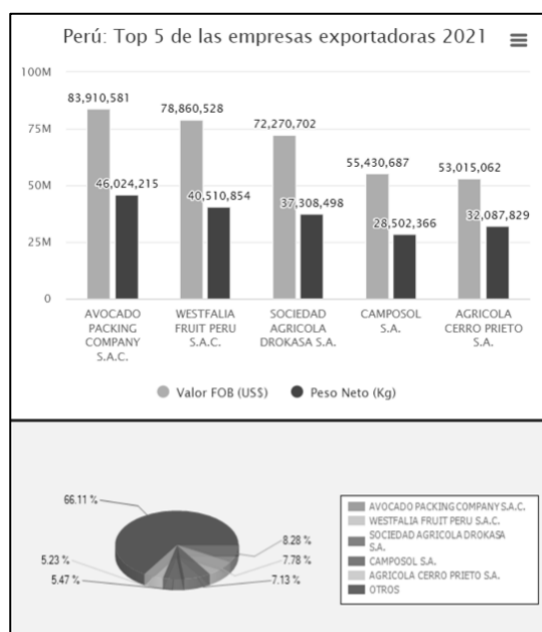 Perú: Top 5 de las empresas exportadoras 2021
100M
83,910,581
78,860,528
72,270,702
75M
55,430,687
53,015,062
50M
46,024,215
40,510,854
37,308,498
28,502,366
32,087,829
25M
0
AVOCADO
PACKING
COMPANY
S.A.C.
WESTFALIA
FRUIT PERU
S.A.C.
SOCIEDAD
AGRICOLA
DROKASA S.A.
CAMPOSOL
S.A.
AGRICOLA
CERRO PRIETO
S.A.
Valor FOB (US$)
Peso Neto (Kg)
66.11 %
8.28 %
5.23 %
7.78 %
5.47 %
7.13 %
AVOCADO PACKING COMPANY S.A.C.
WESTFALIA FRUIT PERU S.A.C.
SOCIEDAD AGRICOLA DROKASA
S.A.
CAMPOSOL S.A.
AGRICOLA CERRO PRIETO S.A.
OTROS